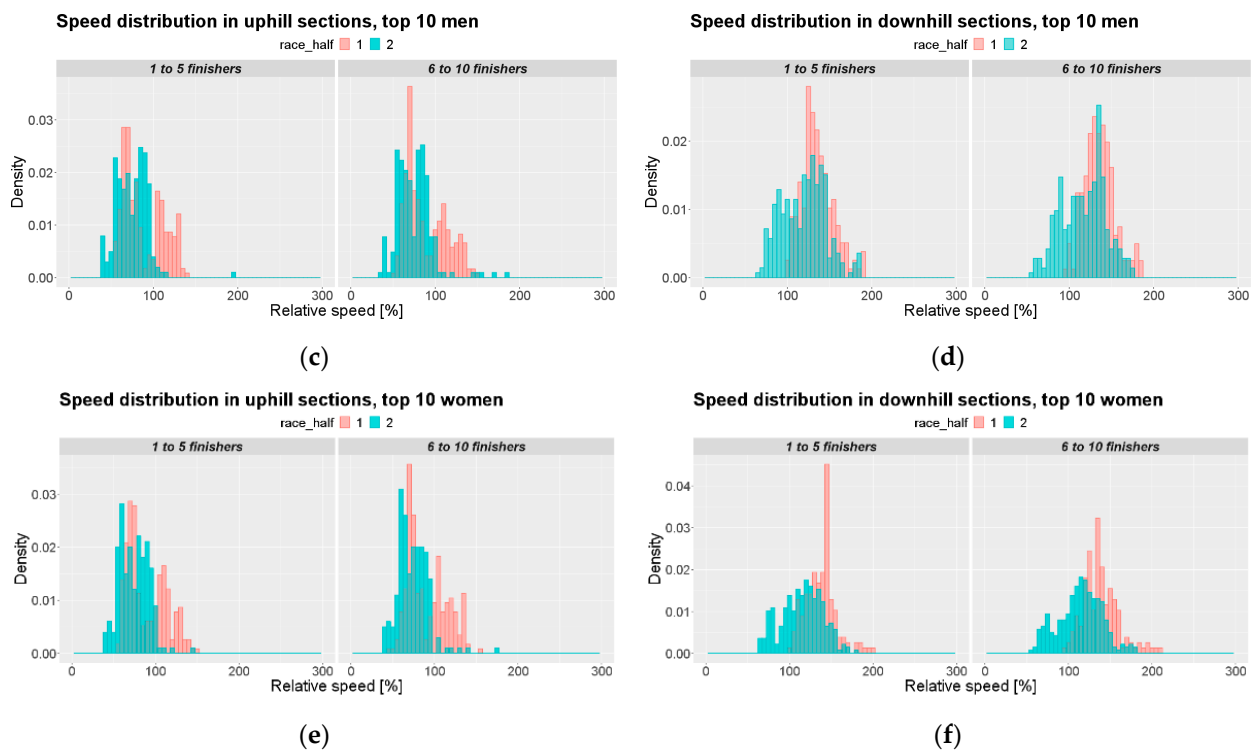 Speed distribution in uphill sections, top 10 men
race_half 1 2
1 to 5 finishers 6 to 10 finishers
0.03
0.02
0.01
0.00
Density
0 100 200 300 0 100 200 300
Relative speed [%]
(c)
Speed distribution in downhill sections, top 10 men
race_half 1 2
1 to 5 finishers 6 to 10 finishers
0.02
0.01
0.00
Density
0 100 200 300 0 100 200 300
Relative speed [%]
(d)
Speed distribution in uphill sections, top 10 women
race_half 1 2
1 to 5 finishers 6 to 10 finishers
0.03
0.02
0.01
0.00
Density
0 100 200 300 0 100 200 300
Relative speed [%]
(e)
Speed distribution in downhill sections, top 10 women
race_half 1 2
1 to 5 finishers 6 to 10 finishers
0.04
0.03
0.02
0.01
0.00
Density
0 100 200 300 0 100 200 300
Relative speed [%]
(f)